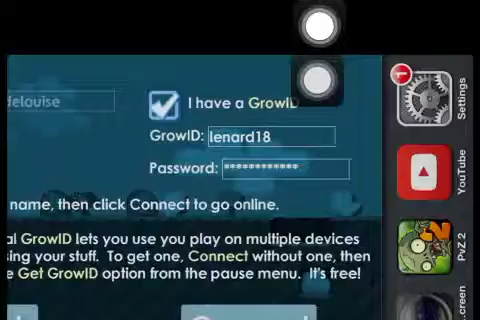 delouise
I have a GrowID
GrowID: lenard18
Password: ************
name, then click Connect to go online.
GrowID lets you use you play on multiple devices
your stuff. To get one, Connect without one, then
Get GrowID option from the pause menu. It's free!
1
Settings
YouTube
PvZ 2